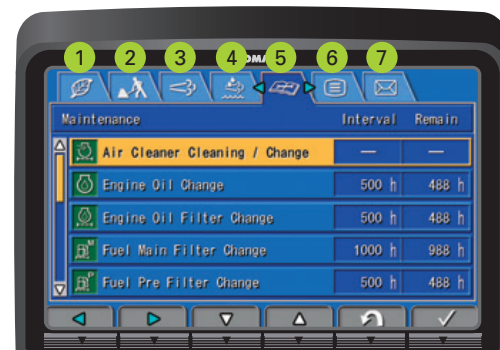 1 2 3 4 5 6 7
OMA
Maintenance Interval Remain
Air Cleaner Cleaning / Change — —
Engine Oil Change 500 h 488 h
Engine Oil Filter Change 500 h 488 h
M
Fuel Main Filter Change 1000 h 988 h
P
Fuel Pre Filter Change 500 h 488 h